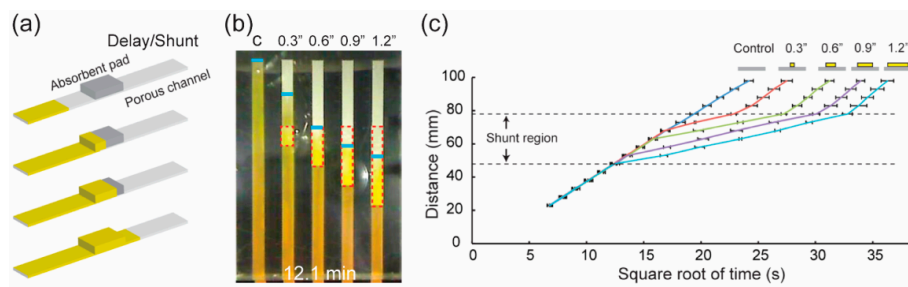 (a)
Delay/Shunt
Absorbent pad
Porous channel
(b)
C 0.3” 0.6” 0.9” 1.2”
12.1 min
(c)
Control 0.3” 0.6” 0.9” 1.2”
Distance (mm)
100
80
60
40
20
0
Shunt region
0 5 10 15 20 25 30 35
Square root of time (s)